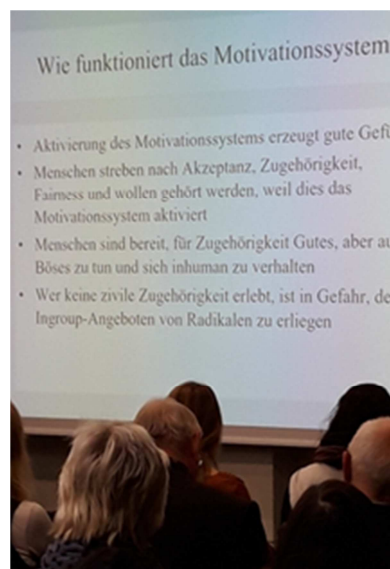 Wie funktioniert das Motivationssystem
• Aktivierung des Motivationssystems erzeugt gute Gefü
• Menschen streben nach Akzeptanz, Zugehörigkeit,
Fairness und wollen gehört werden, weil dies das
Motivationssystem aktiviert
• Menschen sind bereit, für Zugehörigkeit Gutes, aber au
Böses zu tun und sich inhuman zu verhalten
• Wer keine zivile Zugehörigkeit erlebt, ist in Gefahr, de
Ingroup-Angeboten von Radikalen zu erliegen